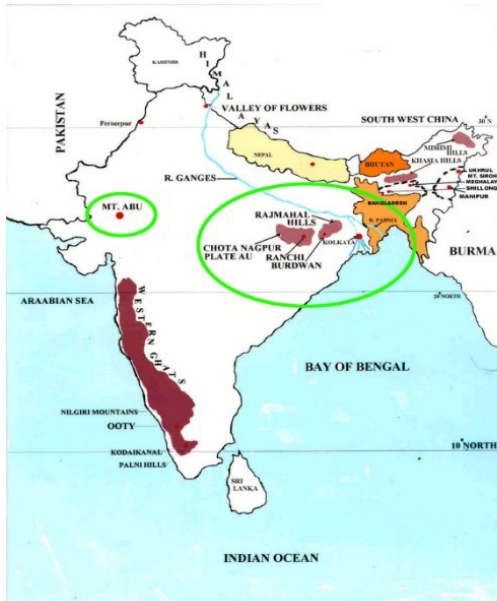 KASHMIR
HIMALAYAS
PAKISTAN
Ferozepur
VALLEY OF FLOWERS
SOUTH WEST CHINA
30 N
MISHMI
HILLS
NEPAL
BHUTAN
KHASIA HILLS
UKHRUL
MT. SIROHI
MEGHALAYA
SHILLONG
MANIPUR
R. GANGES
BANGLADESH
MT. ABU
RAJMAHAL
HILLS
R. PADMA
CHOTA NAGPUR
PLATE AU
KOLKATA
RANCHI
BURDWAN
BURMA
ARAABIAN SEA
20 NORTH
WESTERN GHATS
BAY OF BENGAL
NILGIRI MOUNTAINS
OOTY
KODAIKANAL
PALNI HILLS
10 NORTH
SRI
LANKA
INDIAN OCEAN